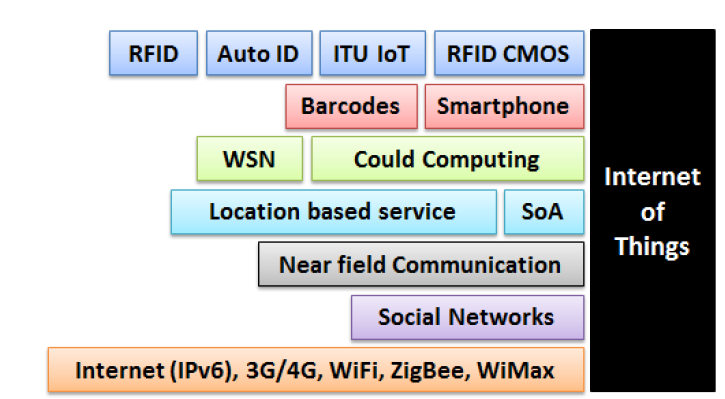 RFID Auto ID ITU IoT RFID CMOS
Barcodes Smartphone
WSN Could Computing
Location based service SoA
Near field Communication
Social Networks
Internet (IPv6), 3G/4G, WiFi, ZigBee, WiMax
Internet
of
Things